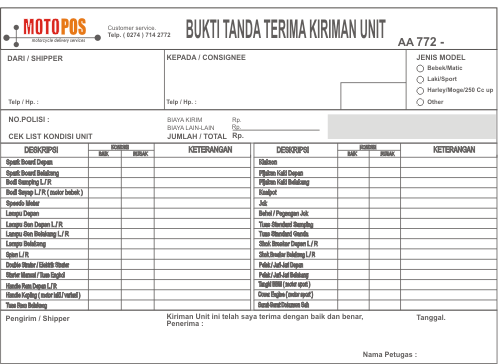 MOTOPOS
motorcycle delivery services
Customer service.
Telp. ( 0274 ) 714 2772
BUKTI TANDA TERIMA KIRIMAN UNIT
AA 772 -
DARI / SHIPPER
KEPADA / CONSIGNEE
JENIS MODEL
Bebek/Matic
Laki/Sport
Harley/Moge/250 Cc up
Other
Telp / Hp. :
Telp / Hp. :
NO.POLISI :
BIAYA KIRIM Rp.
BIAYA LAIN-LAIN Rp.
CEK LIST KONDISI UNIT
JUMLAH / TOTAL Rp.
DESKRIPSI KONDISI KETERANGAN DESKRIPSI KONDISI KETERANGAN
BAIK RUSAK BAIK RUSAK
Spack Board Depan Klakson
Spack Board Belakang Pijakan Kaki Depan
Bodi Samping L / R Pijakan Kaki Belakang
Bodi Sayap L / R ( motor bebek ) Knalpot
Speedo Meter Jok
Lampu Depan Behel / Pegangan Jok
Lampu Sen Depan L / R Tuas Standart Samping
Lampu Sen Belakang L / R Tuas Standart Ganda
Lampu Belakang Shok Breaker Depan L / R
Spion L / R Shok Breaker Belakang L / R
Double Starter / Elektrik Starter Pelek / Jari-Jari Depan
Starter Manual / Tuas Engkol Pelek / Jari-Jari Belakang
Handle Rem Depan L / R Tangki BBM ( motor sport )
Handle Kopling ( motor laki / variasi ) Cover Engine ( motor sport )
Tuas Rem Belakang Surat-Surat Dokumen Unit
Pengirim / Shipper
Kiriman Unit ini telah saya terima dengan baik dan benar,
Penerima :
Tanggal.
Nama Petugas :